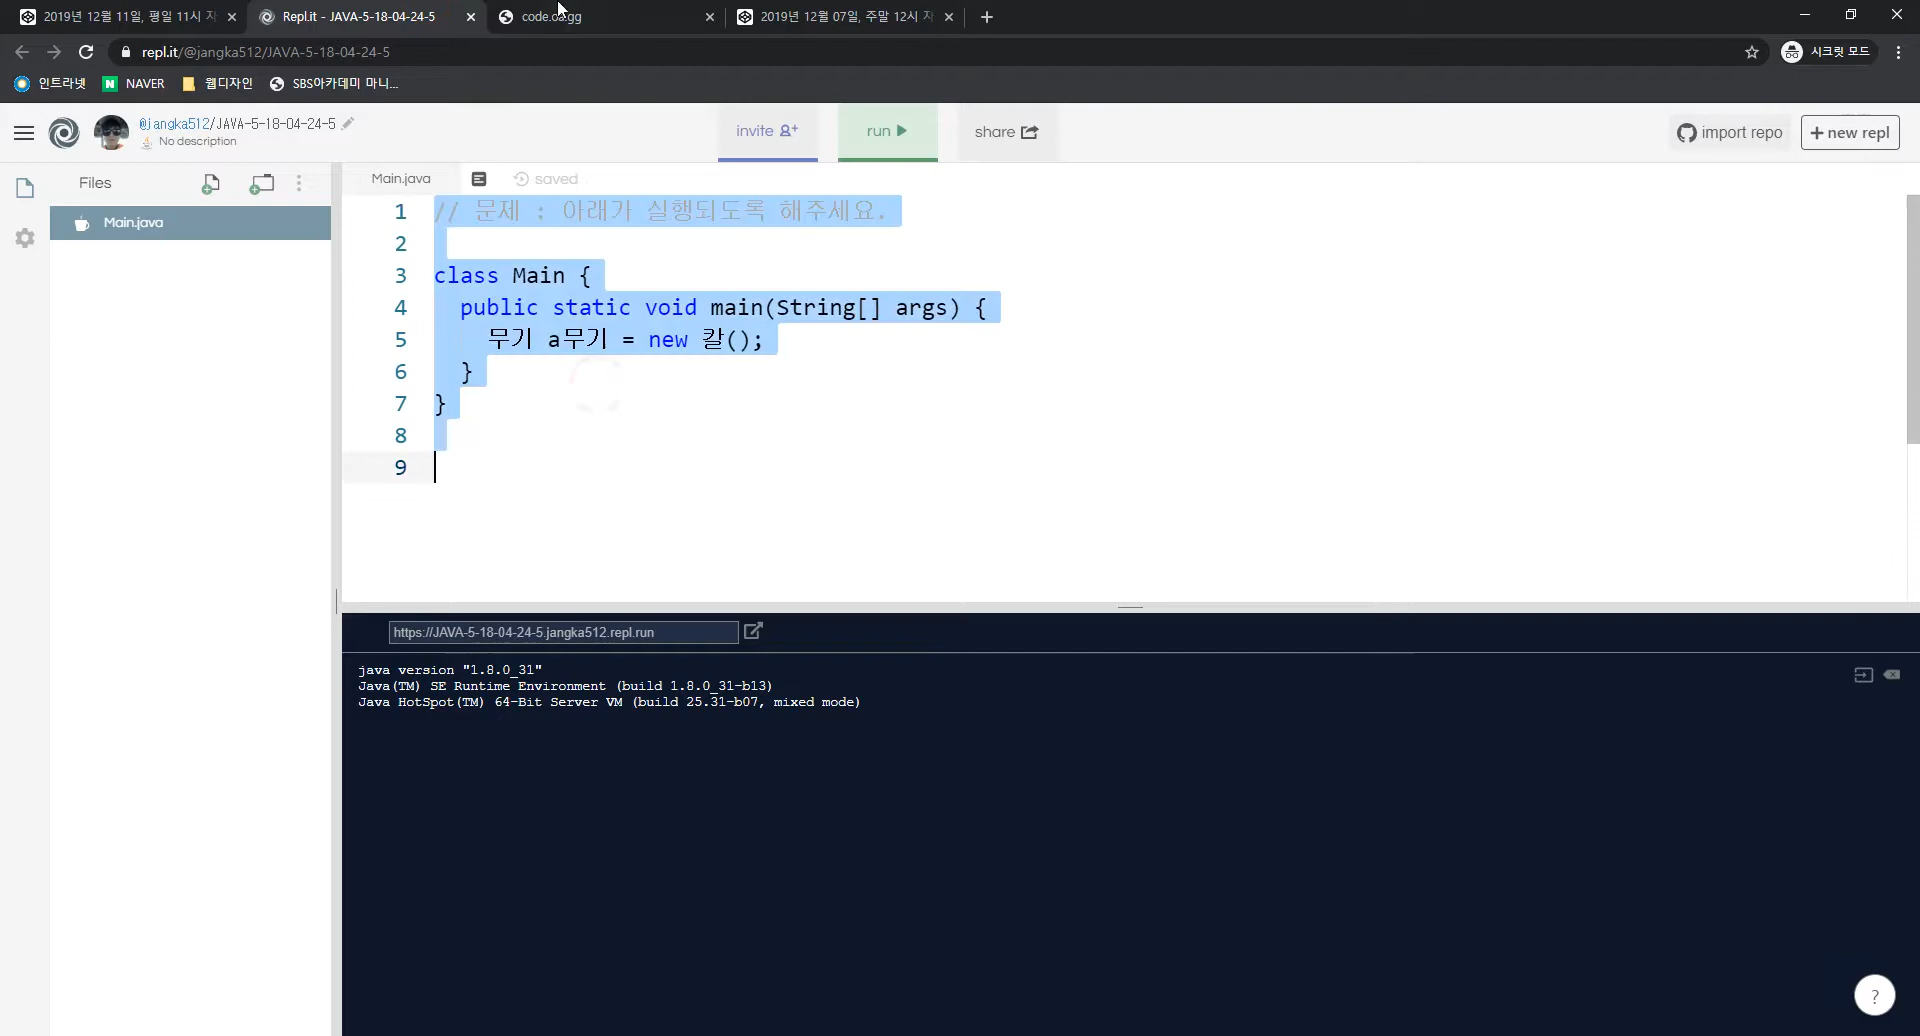 2019년 12월 11일, 평일 11시 자
Repl.it - JAVA-5-18-04-24-5
code.oa.gg
2019년 12월 07일, 주말 12시 자
repl.it/@jangka512/JAVA-5-18-04-24-5
시크릿 모드
인트라넷
N NAVER
웹디자인
SBS아카데미 마니...
@jangka512/JAVA-5-18-04-24-5
No description
invite
run
share
import repo
+ new repl
Files
Main.java
saved
Main.java
1 // 문제 : 아래가 실행되도록 해주세요.
2
3 class Main {
4 public static void main(String[] args) {
5 무기 a무기 = new 칼();
6 }
7 }
8
9
https://JAVA-5-18-04-24-5.jangka512.repl.run
java version "1.8.0_31"
Java(TM) SE Runtime Environment (build 1.8.0_31-b13)
Java HotSpot(TM) 64-Bit Server VM (build 25.31-b07, mixed mode)
?